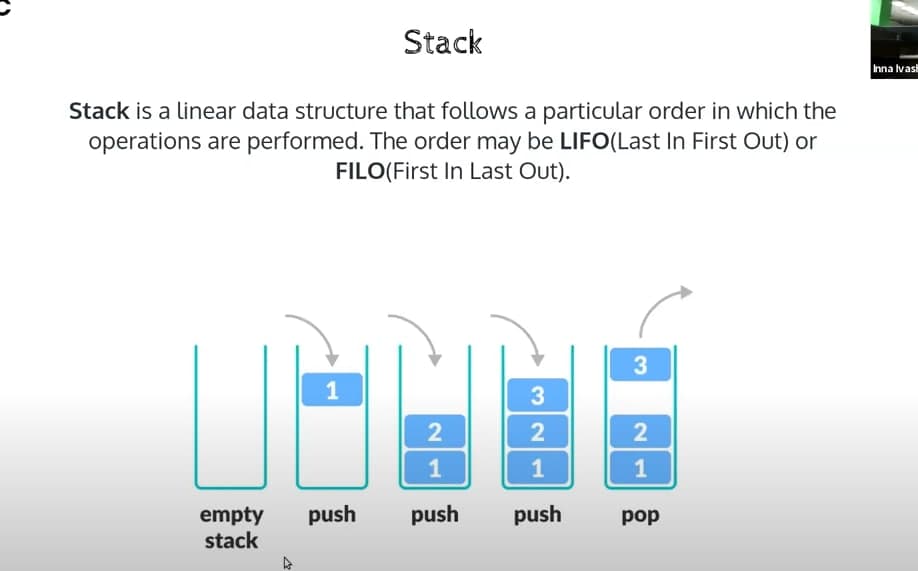 Stack
Inna Ivas
Stack is a linear data structure that follows a particular order in which the
operations are performed. The order may be LIFO(Last In First Out) or
FILO(First In Last Out).
1
2
1
3
2
1
3
2
1
empty
stack
push
push
push
pop